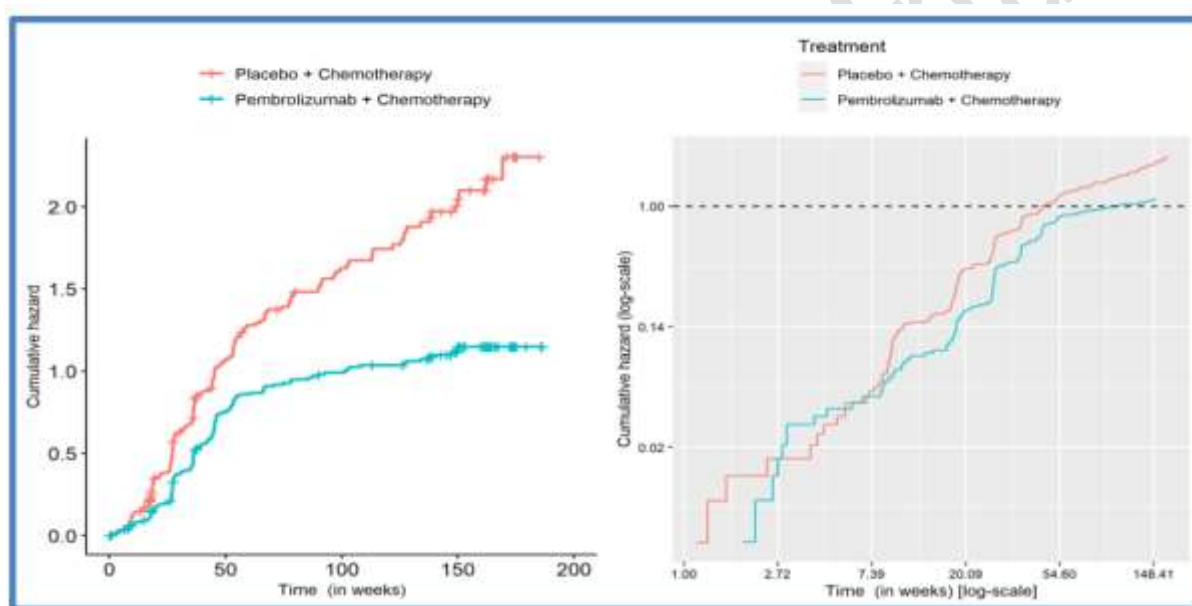 Placebo + Chemotherapy
Pembrolizumab + Chemotherapy
Cumulative hazard
2.0
1.5
1.0
0.5
0.0
0 50 100 150 200
Time (in weeks)
Treatment
Placebo + Chemotherapy
Pembrolizumab + Chemotherapy
Cumulative hazard (log-scale)
1.00
0.14
0.02
1.00 2.72 7.39 20.09 54.60 148.41
Time (in weeks) [log-scale]